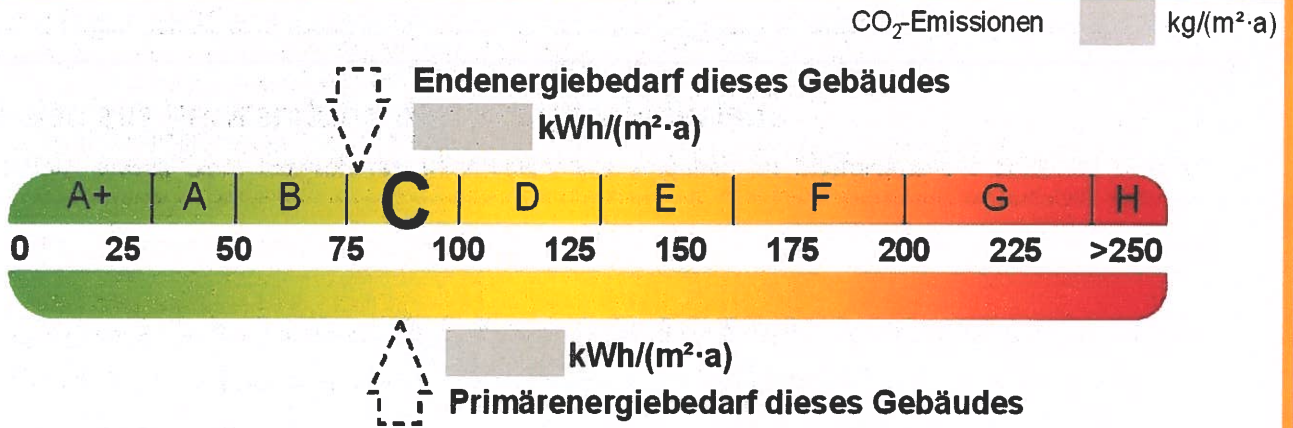 CO₂-Emissionen kg/(m²·a)
Endenergiebedarf dieses Gebäudes
kWh/(m²·a)
A+ A B C D E F G H
0 25 50 75 100 125 150 175 200 225 >250
kWh/(m²·a)
Primärenergiebedarf dieses Gebäudes